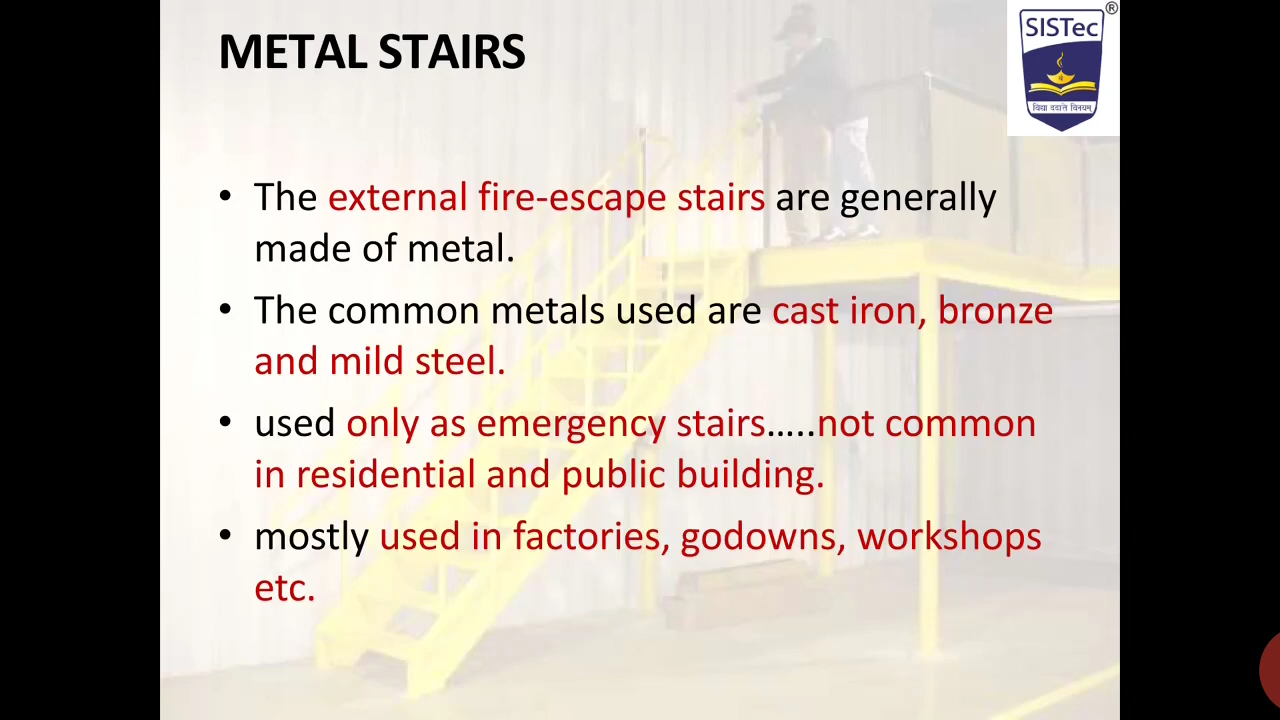 METAL STAIRS
SISTec
®
विद्या ददाति विनयम्
• The external fire-escape stairs are generally
made of metal.
• The common metals used are cast iron, bronze
and mild steel.
• used only as emergency stairs…..not common
in residential and public building.
• mostly used in factories, godowns, workshops
etc.